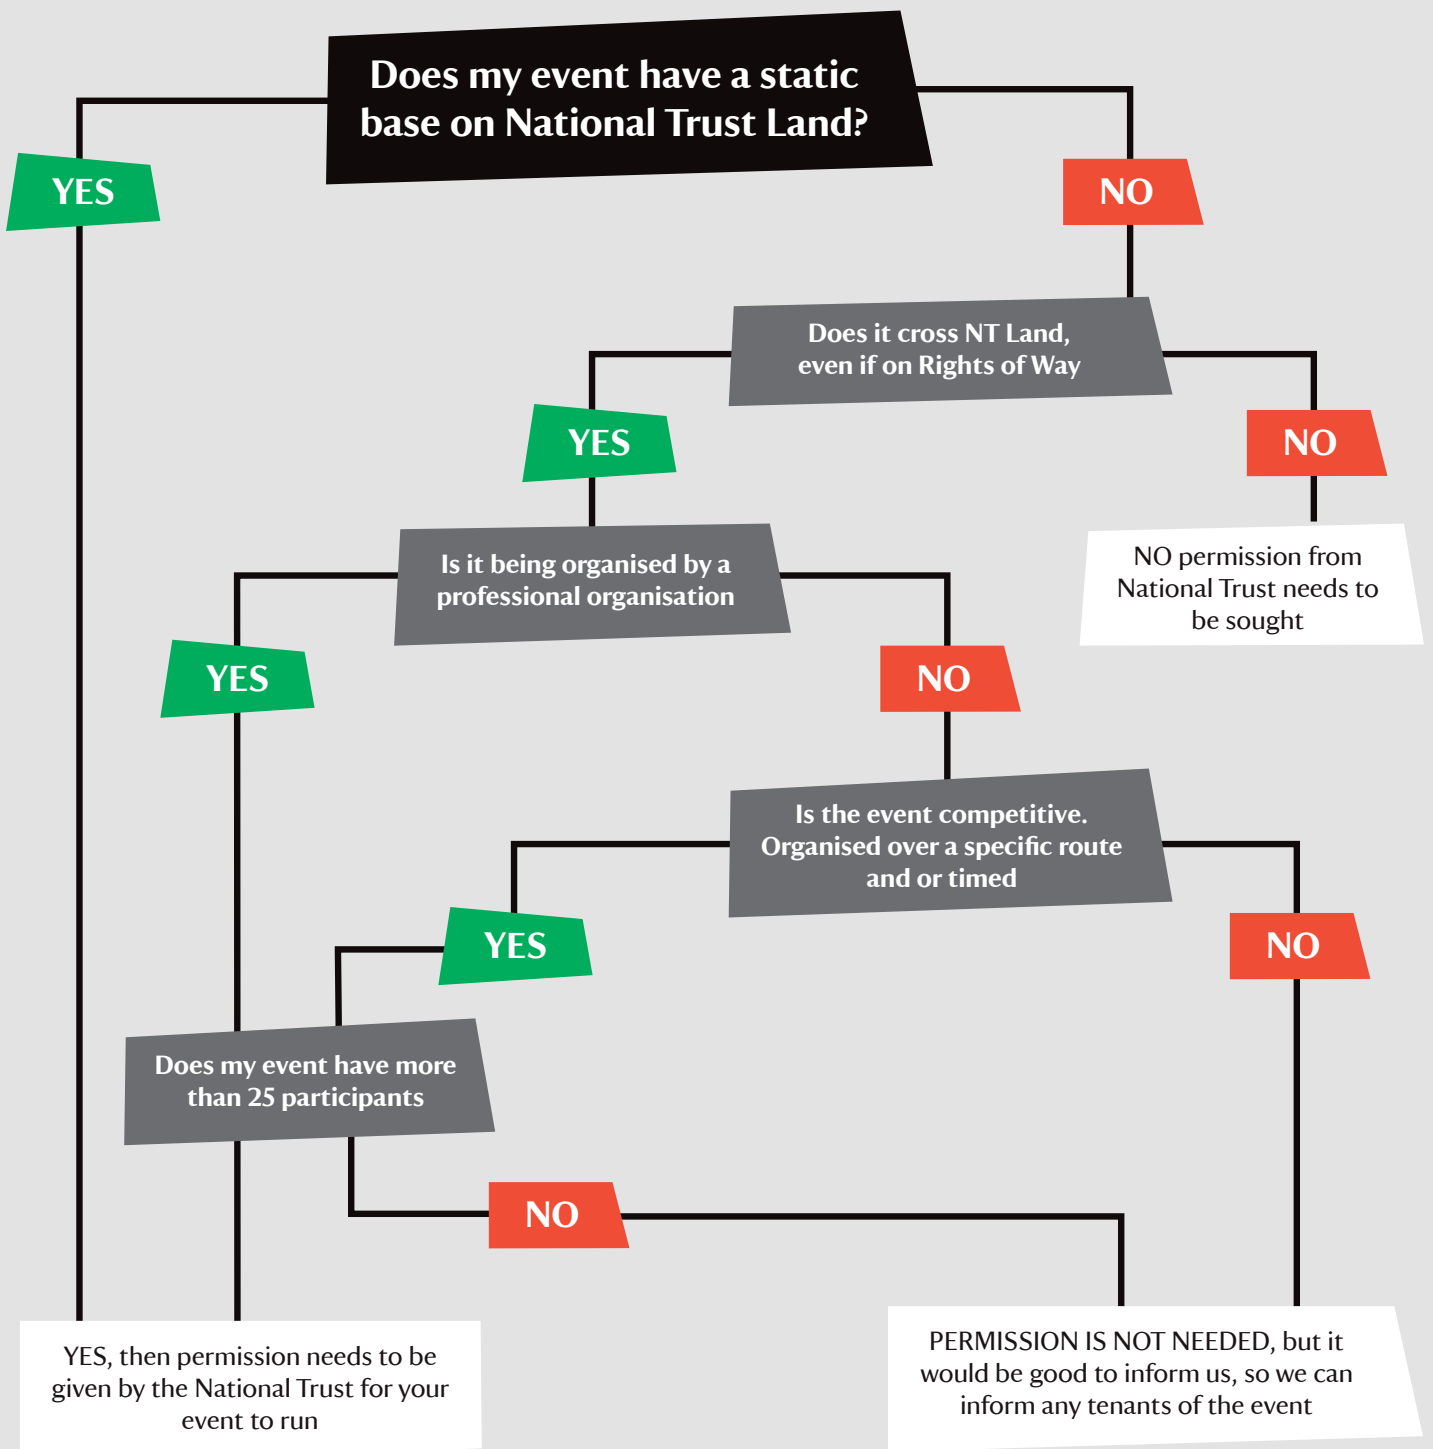 Does my event have a static
base on National Trust Land?
YES
NO
Does it cross NT Land,
even if on Rights of Way
YES
NO
Is it being organised by a
professional organisation
NO permission from
National Trust needs to
be sought
YES
NO
Is the event competitive.
Organised over a specific route
and or timed
YES
NO
Does my event have more
than 25 participants
NO
YES, then permission needs to be
given by the National Trust for your
event to run
PERMISSION IS NOT NEEDED, but it
would be good to inform us, so we can
inform any tenants of the event